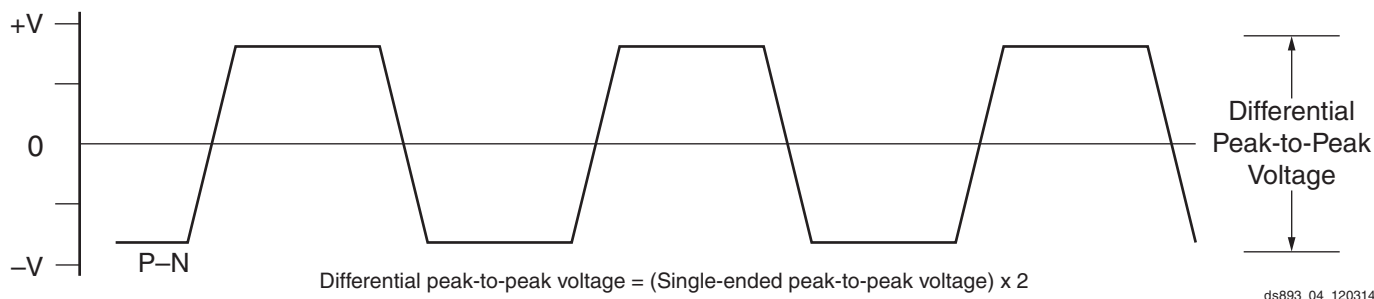 +V
0
–V
P–N
Differential
Peak-to-Peak
Voltage
Differential peak-to-peak voltage = (Single-ended peak-to-peak voltage) x 2
ds893_04_120314